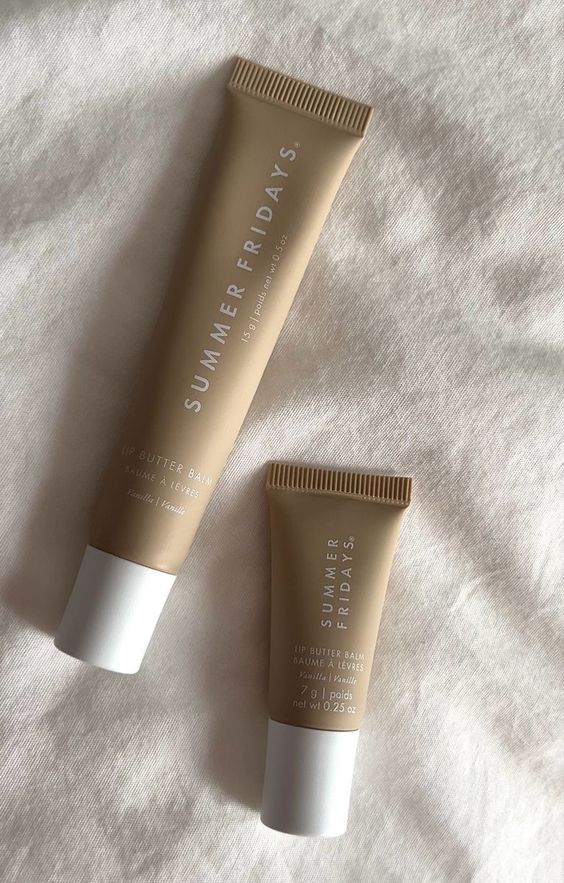 SUMMER FRIDAYS®
15 g | poids net wt 0.5 oz
LIP BUTTER BALM
BAUME À LÈVRES
Vanilla | Vanille
SUMMER
FRIDAYS®
LIP BUTTER BALM
BAUME À LÈVRES
Vanilla | Vanille
7 g | poids
net wt 0.25 oz